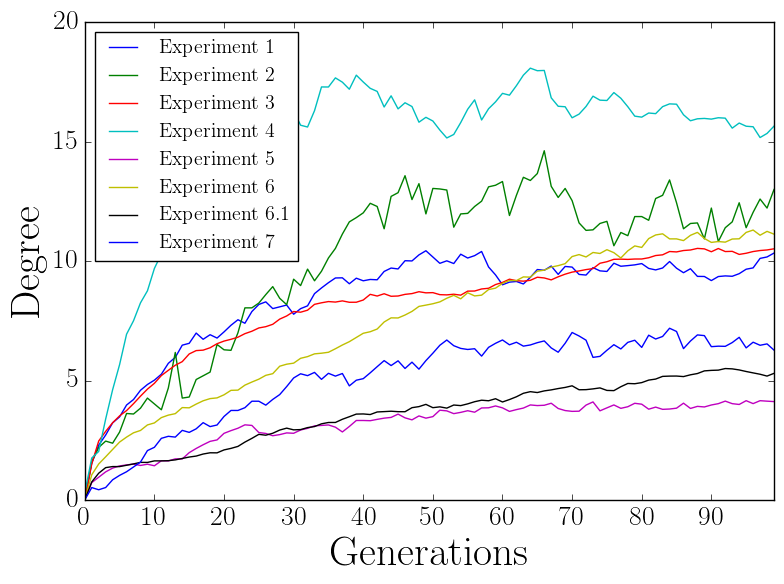 20
15
10
5
0
Degree
Experiment 1
Experiment 2
Experiment 3
Experiment 4
Experiment 5
Experiment 6
Experiment 6.1
Experiment 7
0 10 20 30 40 50 60 70 80 90
Generations